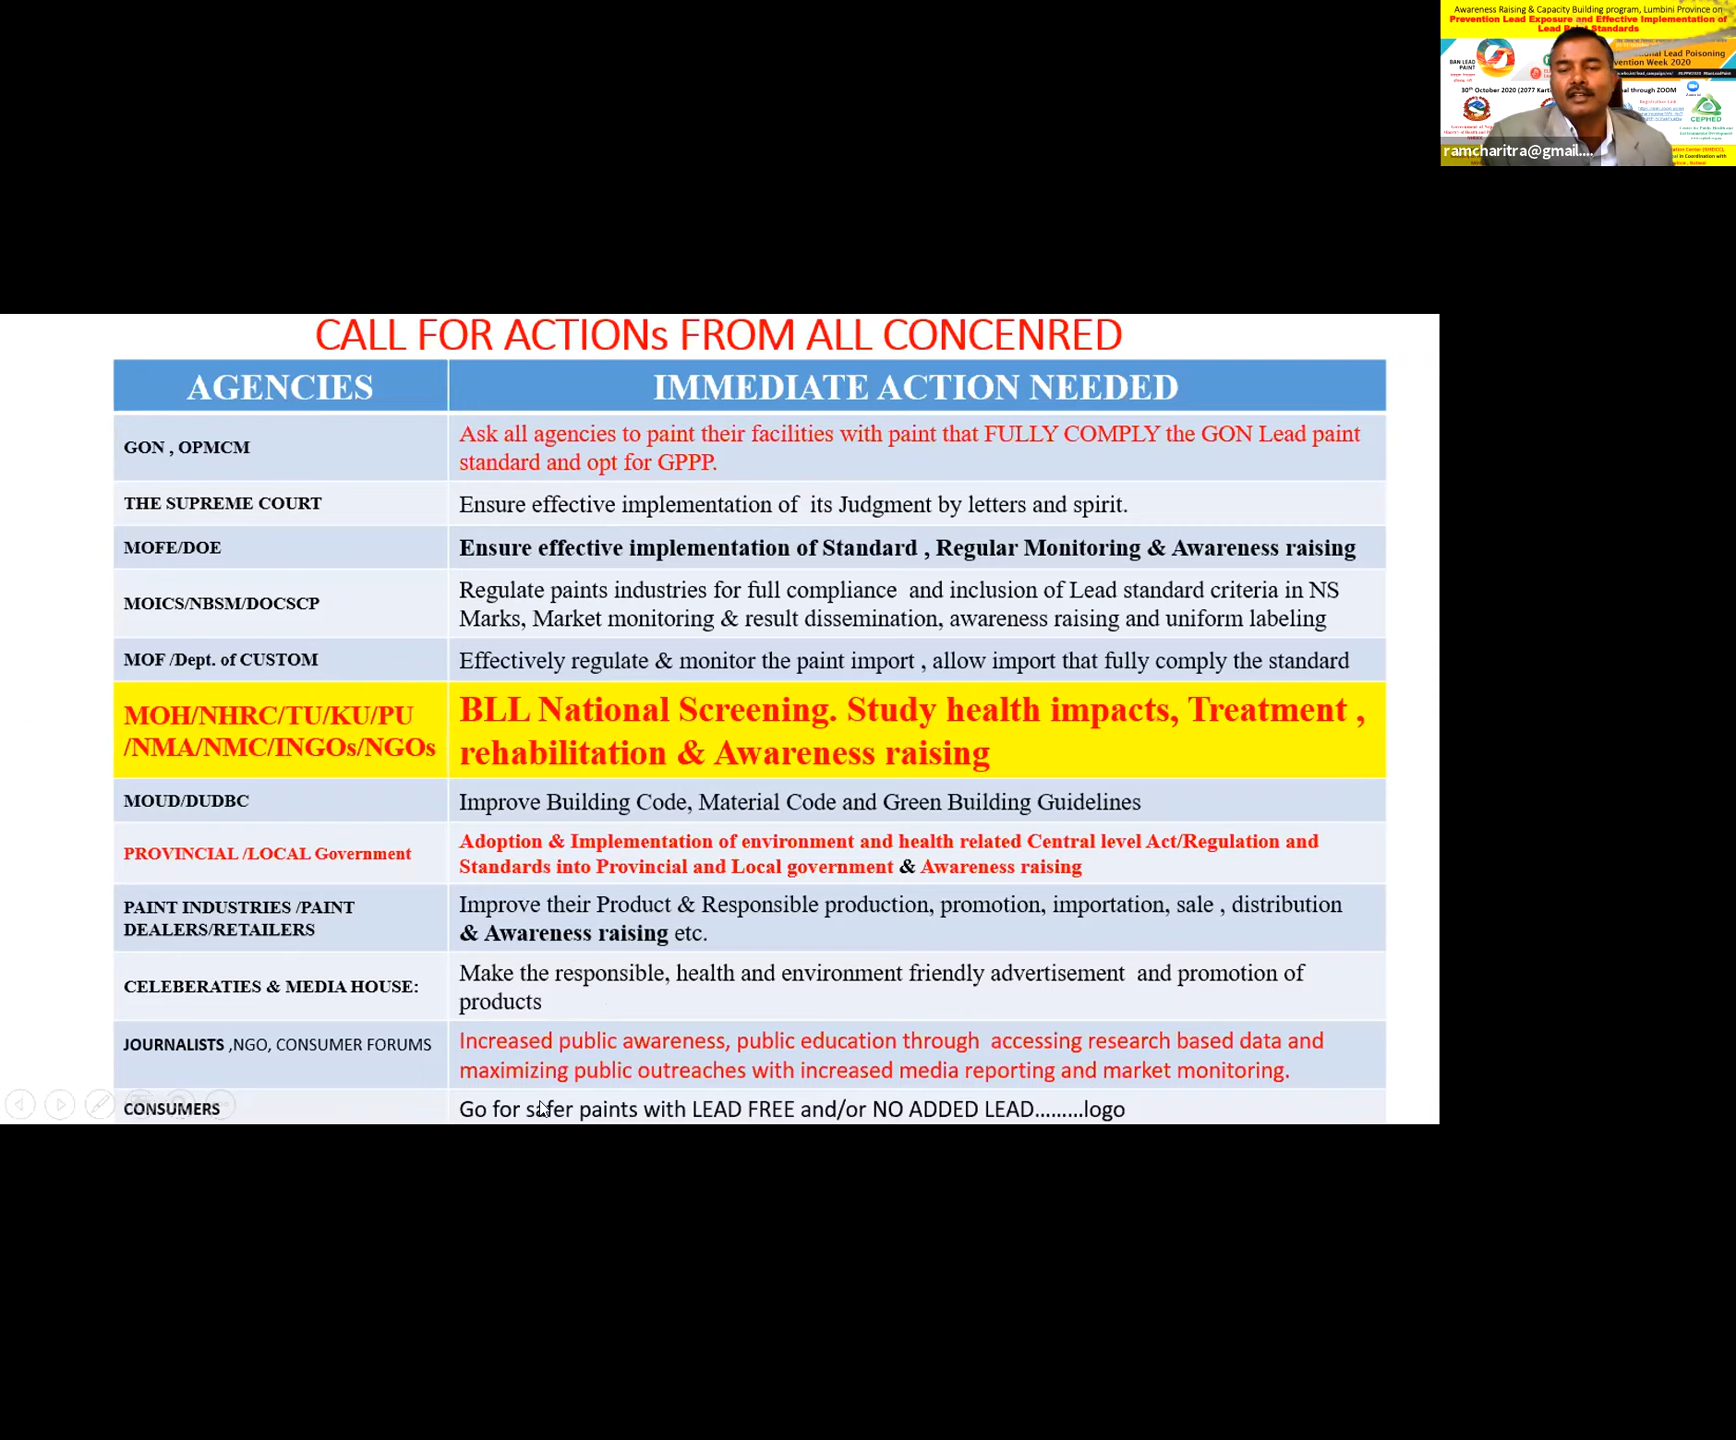 Awareness Raising & Capacity Building program, Lumbini Province on
Prevention Lead Exposure and Effective Implementation of
Lead Standards
BAN LEAD
PAINT
Lead Poisoning
Week 2020
30th October 2020 (2077 through ZOOM
CEPHED
ramcharitra@gmail....
CALL FOR ACTIONs FROM ALL CONCENRED
AGENCIES IMMEDIATE ACTION NEEDED
GON , OPMCM
Ask all agencies to paint their facilities with paint that FULLY COMPLY the GON Lead paint
standard and opt for GPPP.
THE SUPREME COURT Ensure effective implementation of its Judgment by letters and spirit.
MOFE/DOE Ensure effective implementation of Standard , Regular Monitoring & Awareness raising
MOICS/NBSM/DOCSCP
Regulate paints industries for full compliance and inclusion of Lead standard criteria in NS
Marks, Market monitoring & result dissemination, awareness raising and uniform labeling
MOF /Dept. of CUSTOM Effectively regulate & monitor the paint import , allow import that fully comply the standard
MOH/NHRC/TU/KU/PU
/NMA/NMC/INGOs/NGOs
BLL National Screening. Study health impacts, Treatment ,
rehabilitation & Awareness raising
MOUD/DUDBC Improve Building Code, Material Code and Green Building Guidelines
PROVINCIAL /LOCAL Government
Adoption & Implementation of environment and health related Central level Act/Regulation and
Standards into Provincial and Local government & Awareness raising
PAINT INDUSTRIES /PAINT
DEALERS/RETAILERS
Improve their Product & Responsible production, promotion, importation, sale , distribution
& Awareness raising etc.
CELEBERATIES & MEDIA HOUSE:
Make the responsible, health and environment friendly advertisement and promotion of
products
JOURNALISTS ,NGO, CONSUMER FORUMS
Increased public awareness, public education through accessing research based data and
maximizing public outreaches with increased media reporting and market monitoring.
CONSUMERS Go for safer paints with LEAD FREE and/or NO ADDED LEAD.........logo